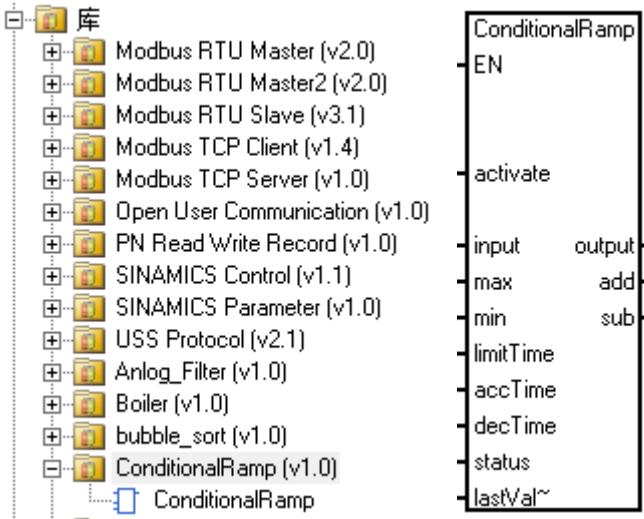 库
Modbus RTU Master (v2.0)
Modbus RTU Master2 (v2.0)
Modbus RTU Slave (v3.1)
Modbus TCP Client (v1.4)
Modbus TCP Server (v1.0)
Open User Communication (v1.0)
PN Read Write Record (v1.0)
SINAMICS Control (v1.1)
SINAMICS Parameter (v1.0)
USS Protocol (v2.1)
Anlog_Filter (v1.0)
Boiler (v1.0)
bubble_sort (v1.0)
ConditionalRamp (v1.0)
ConditionalRamp
ConditionalRamp
EN
activate
input output
max add
min sub
limitTime
accTime
decTime
status
lastVal~